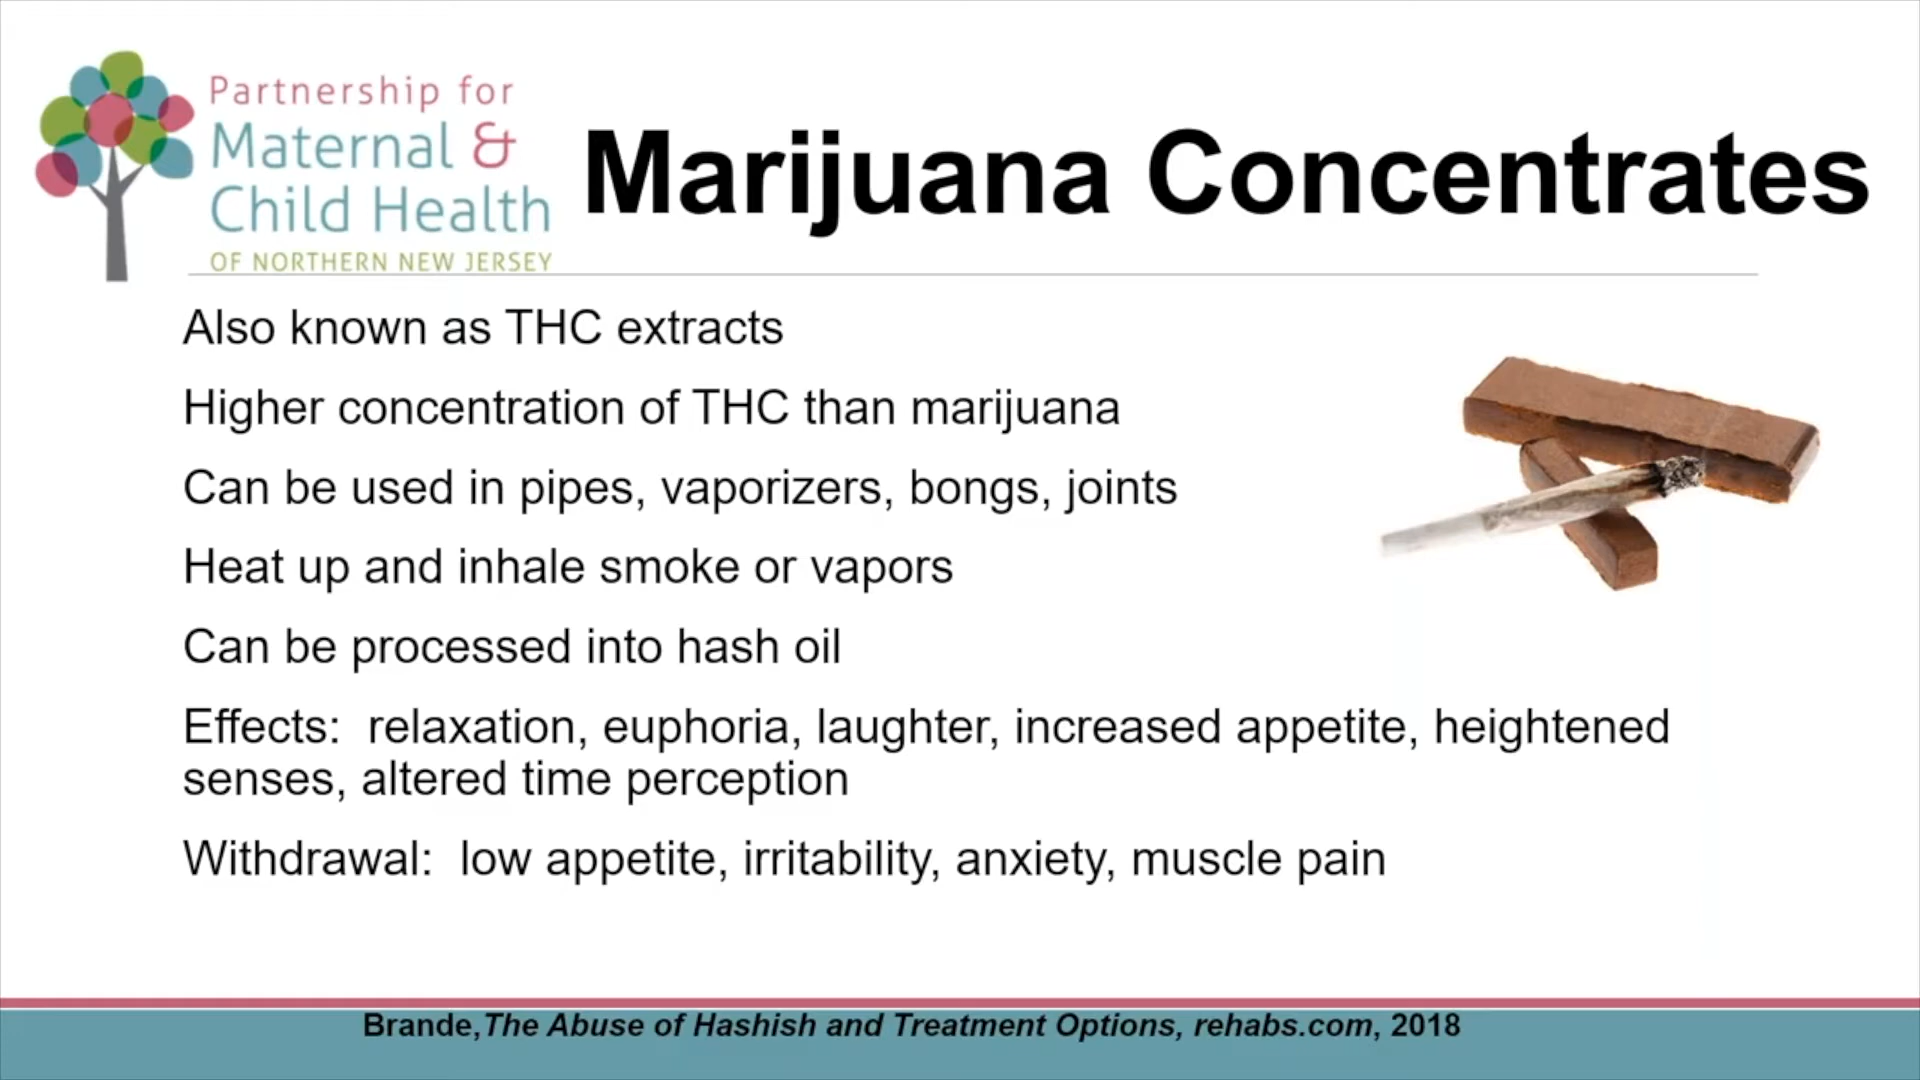 Partnership for
Maternal &
Child Health
OF NORTHERN NEW JERSEY
Marijuana Concentrates
Also known as THC extracts
Higher concentration of THC than marijuana
Can be used in pipes, vaporizers, bongs, joints
Heat up and inhale smoke or vapors
Can be processed into hash oil
Effects:  relaxation, euphoria, laughter, increased appetite, heightened
senses, altered time perception
Withdrawal:  low appetite, irritability, anxiety, muscle pain
Brande,The Abuse of Hashish and Treatment Options, rehabs.com, 2018